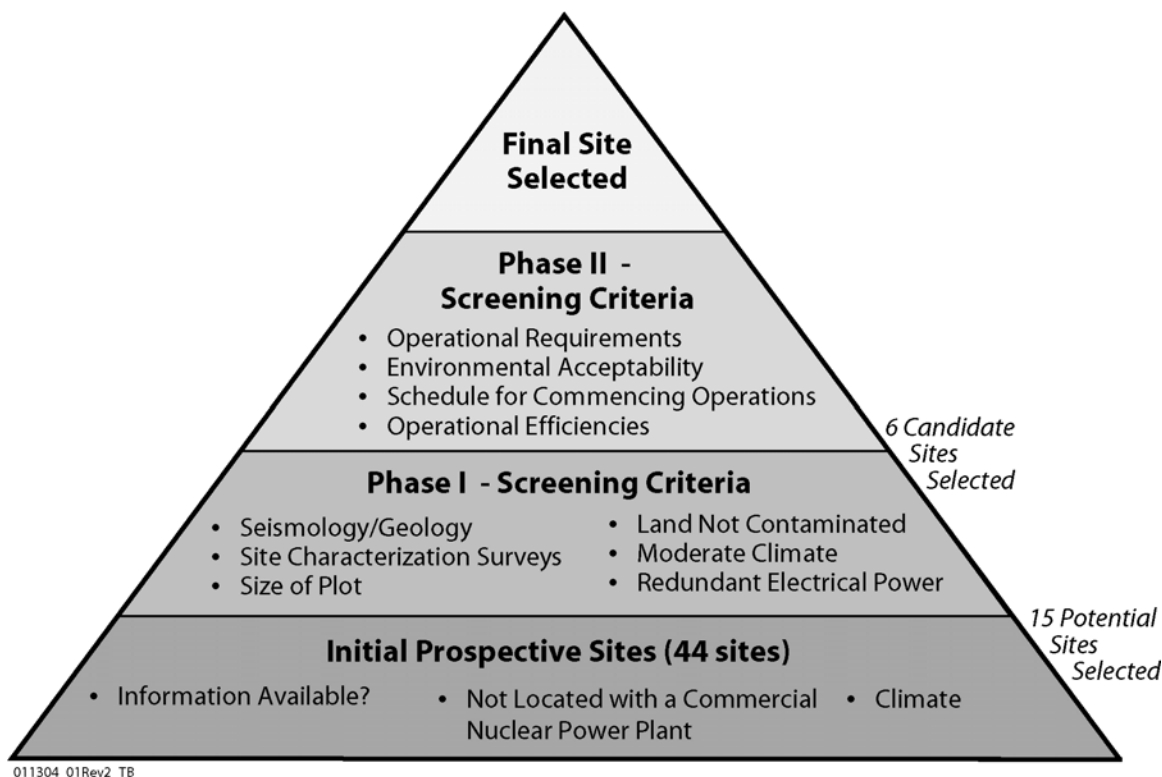 Final Site
Selected
Phase II -
Screening Criteria
• Operational Requirements
• Environmental Acceptability
• Schedule for Commencing Operations
• Operational Efficiencies
6 Candidate
Sites
Selected
Phase I - Screening Criteria
• Seismology/Geology
• Site Characterization Surveys
• Size of Plot
• Land Not Contaminated
• Moderate Climate
• Redundant Electrical Power
15 Potential
Sites
Selected
Initial Prospective Sites (44 sites)
• Information Available?
• Not Located with a Commercial
Nuclear Power Plant
• Climate
011304_01Rev2_TB